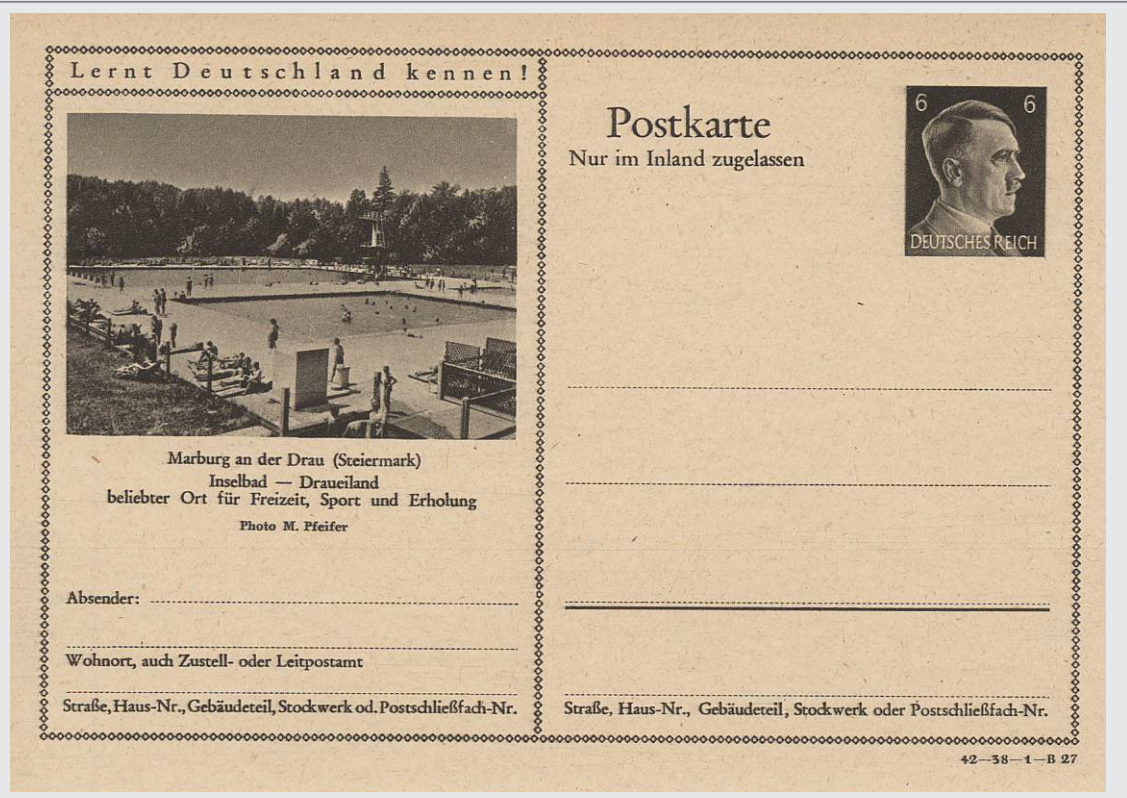 Lernt Deutschland kennen!
Marburg an der Drau (Steiermark)
Inselbad — Draueiland
beliebter Ort für Freizeit, Sport und Erholung
Photo M. Pfeifer
Absender:
Wohnort, auch Zustell- oder Leitpostamt
Straße, Haus-Nr., Gebäudeteil, Stockwerk od. Postschließfach-Nr.
Postkarte
Nur im Inland zugelassen
6 6
DEUTSCHES REICH
Straße, Haus-Nr., Gebäudeteil, Stockwerk oder Postschließfach-Nr.
42—38—1—B 27